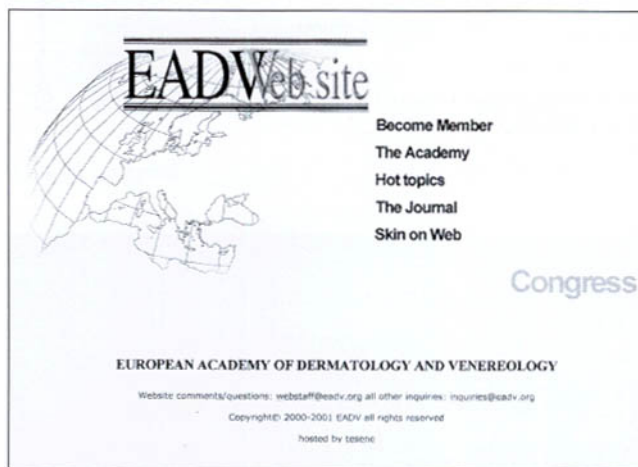 EADV Web site
Become Member
The Academy
Hot topics
The Journal
Skin on Web
Congress
EUROPEAN ACADEMY OF DERMATOLOGY AND VENEREOLOGY
Website comments/questions: webstaff@eadv.org all other inquiries: inquiries@eadv.org
Copyright© 2000-2001 EADV all rights reserved
hosted by tesene